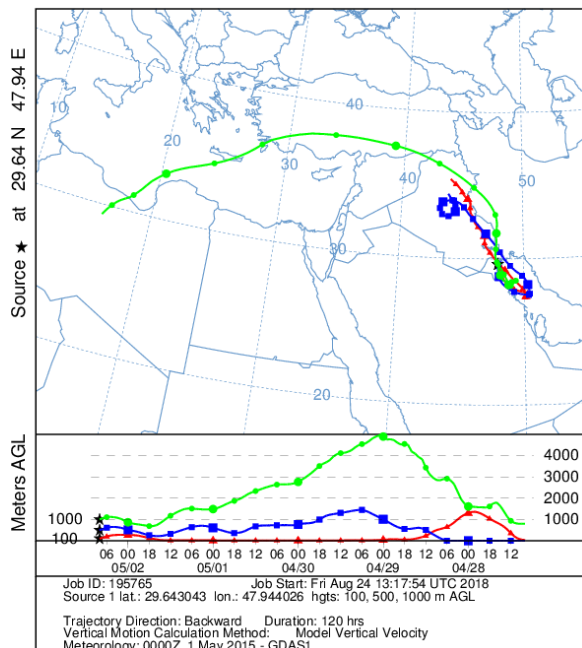 Source ★ at 29.64 N 47.94 E
10
20
30
40
40
50
30
20
Meters AGL
4000
3000
2000
1000
1000
100
06 00 18 12 06 00 18 12 06 00 18 12 06 00 18 12 06 00 18 12
05/02 05/01 04/30 04/29 04/28
Job ID: 195765 Job Start: Fri Aug 24 13:17:54 UTC 2018
Source 1 lat.: 29.643043 lon.: 47.944026 hgts: 100, 500, 1000 m AGL
Trajectory Direction: Backward Duration: 120 hrs
Vertical Motion Calculation Method: Model Vertical Velocity
Meteorology: 0000Z 1 May 2015 - GDAS1